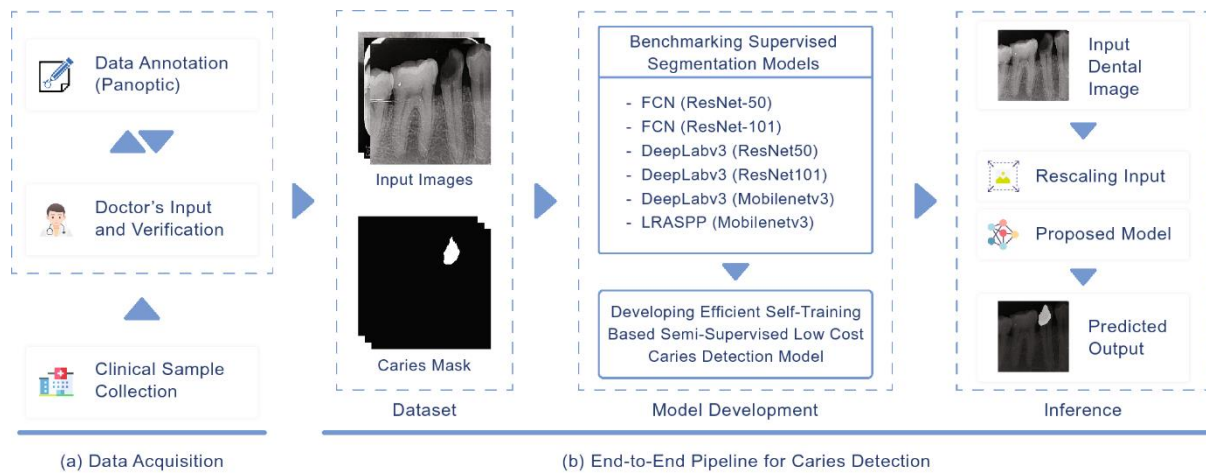 Data Annotation
(Panoptic)
Doctor's Input
and Verification
Clinical Sample
Collection
(a) Data Acquisition
Input Images
Caries Mask
Dataset
Benchmarking Supervised
Segmentation Models
- FCN (ResNet-50)
- FCN (ResNet-101)
- DeepLabv3 (ResNet50)
- DeepLabv3 (ResNet101)
- DeepLabv3 (Mobilenetv3)
- LRASPP (Mobilenetv3)
Developing Efficient Self-Training
Based Semi-Supervised Low Cost
Caries Detection Model
Model Development
Input
Dental
Image
Rescaling Input
Proposed Model
Predicted
Output
Inference
(b) End-to-End Pipeline for Caries Detection